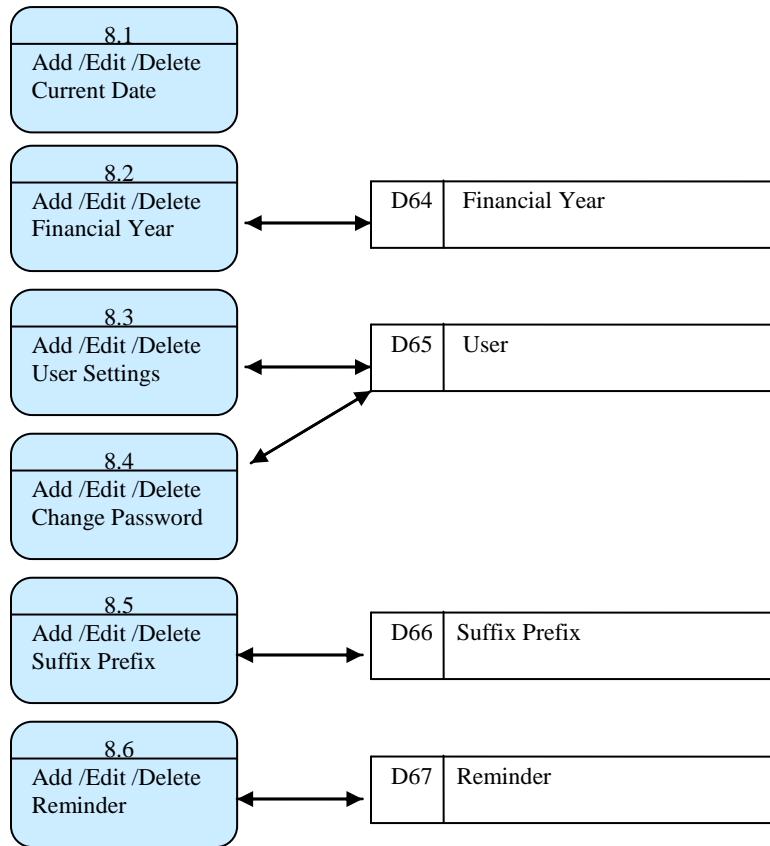 8.1
Add /Edit /Delete
Current Date
8.2
Add /Edit /Delete
Financial Year
D64 Financial Year
8.3
Add /Edit /Delete
User Settings
D65 User
8.4
Add /Edit /Delete
Change Password
8.5
Add /Edit /Delete
Suffix Prefix
D66 Suffix Prefix
8.6
Add /Edit /Delete
Reminder
D67 Reminder